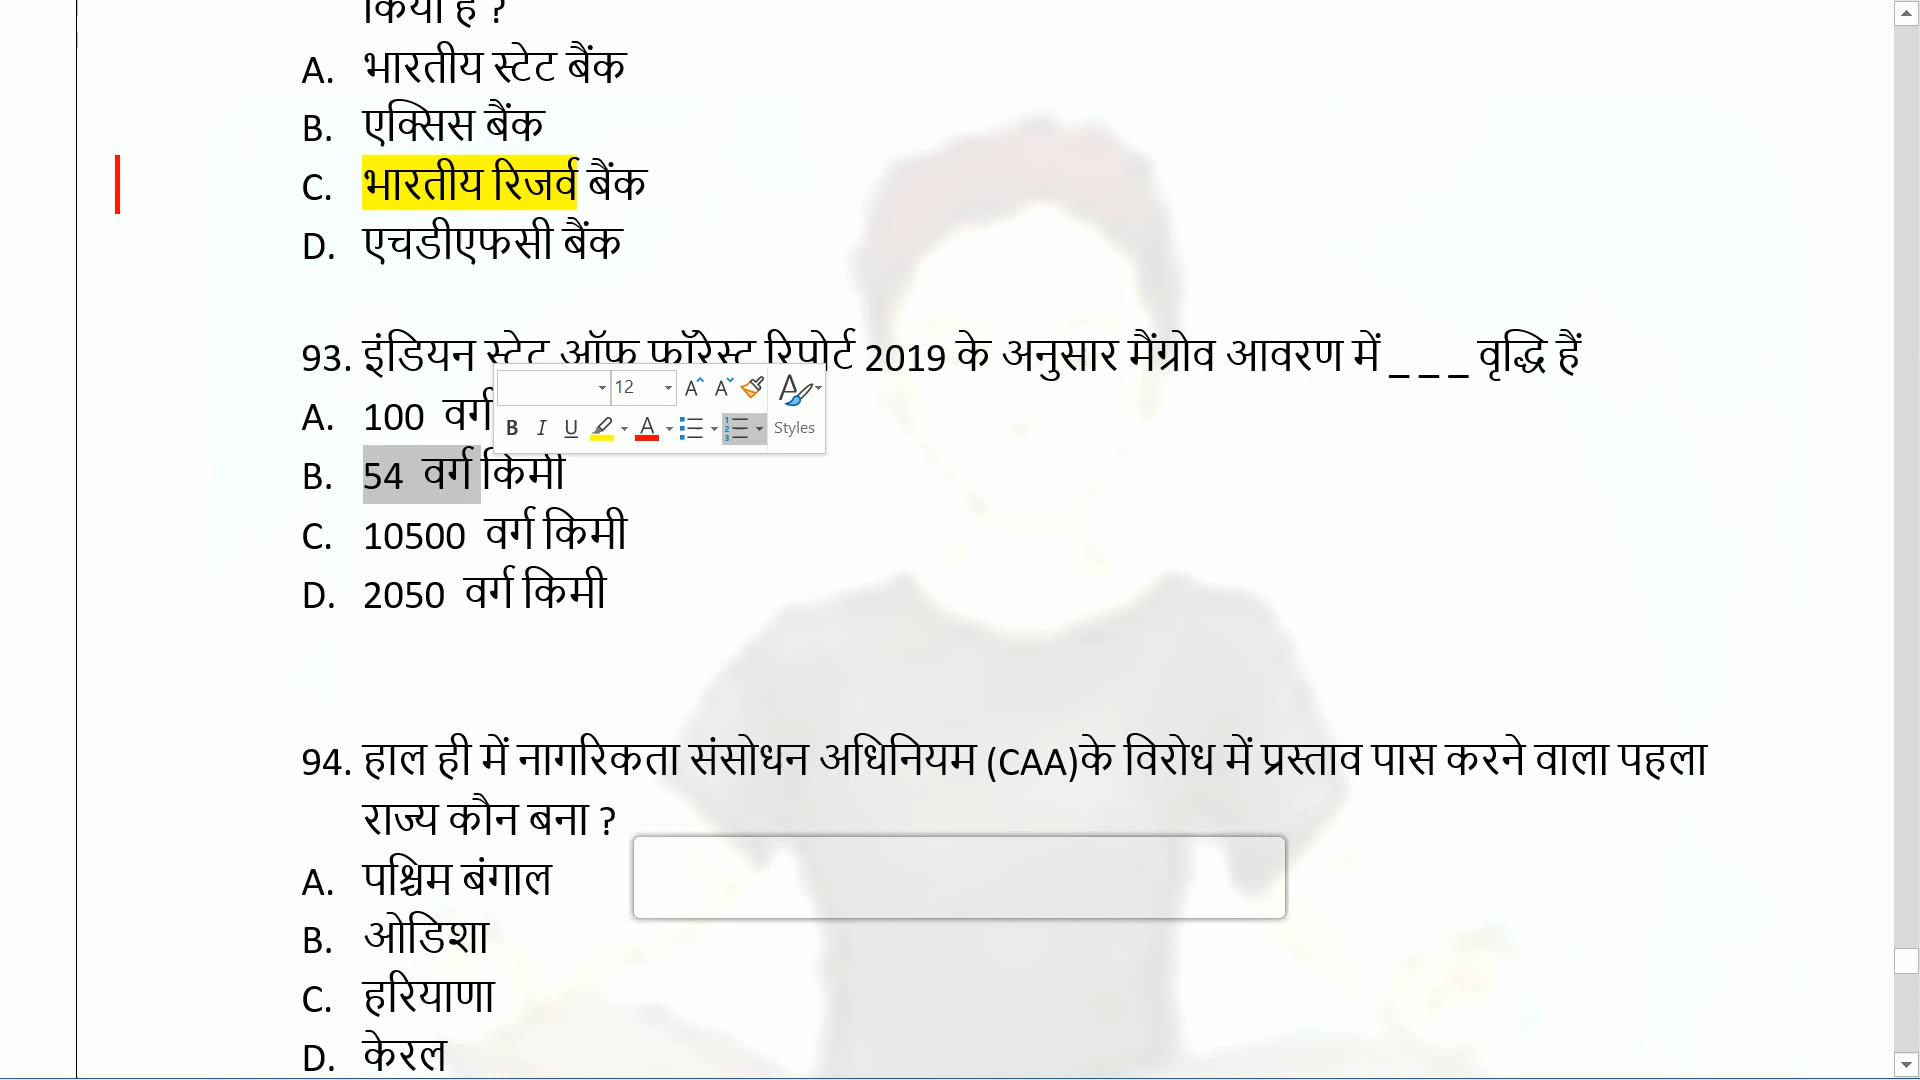 किया है ?
A. भारतीय स्टेट बैंक
B. एक्सिस बैंक
C. भारतीय रिजर्व बैंक
D. एचडीएफसी बैंक
93. इंडियन स्टेट ऑफ फॉरेस्ट रिपोर्ट 2019 के अनुसार मैंग्रोव आवरण में _ _ _ वृद्धि हैं
12
A. 100 वर्ग
B I U A Styles
B. 54 वर्ग किमी
C. 10500 वर्ग किमी
D. 2050 वर्ग किमी
94. हाल ही में नागरिकता संसोधन अधिनियम (CAA)के विरोध में प्रस्ताव पास करने वाला पहला
राज्य कौन बना ?
A. पश्चिम बंगाल
B. ओडिशा
C. हरियाणा
D. केरल